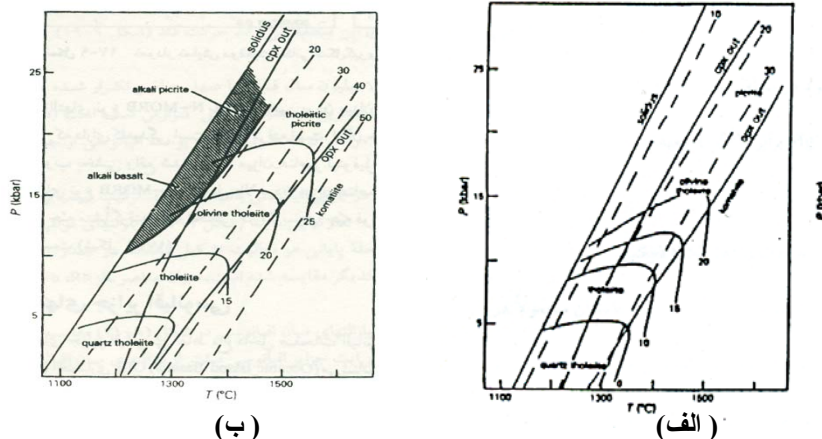 25
15
5
P (kbar)
1100
1300
1500
T (°C)
solidus
cpx out
20
30
40
50
alkali picrite
tholeiitic
picrite
opx out
alkali basalt
komatiite
olivine tholeiite
25
20
tholeiite
15
quartz tholeiite
(ب)
25
15
5
P (kbar)
1100
1300
1500
T (°C)
10
20
30
solidus
cpx out
picrite
opx out
olivine
tholeiite
komatiite
20
15
tholeiite
10
quartz tholeiite
0
(الف)